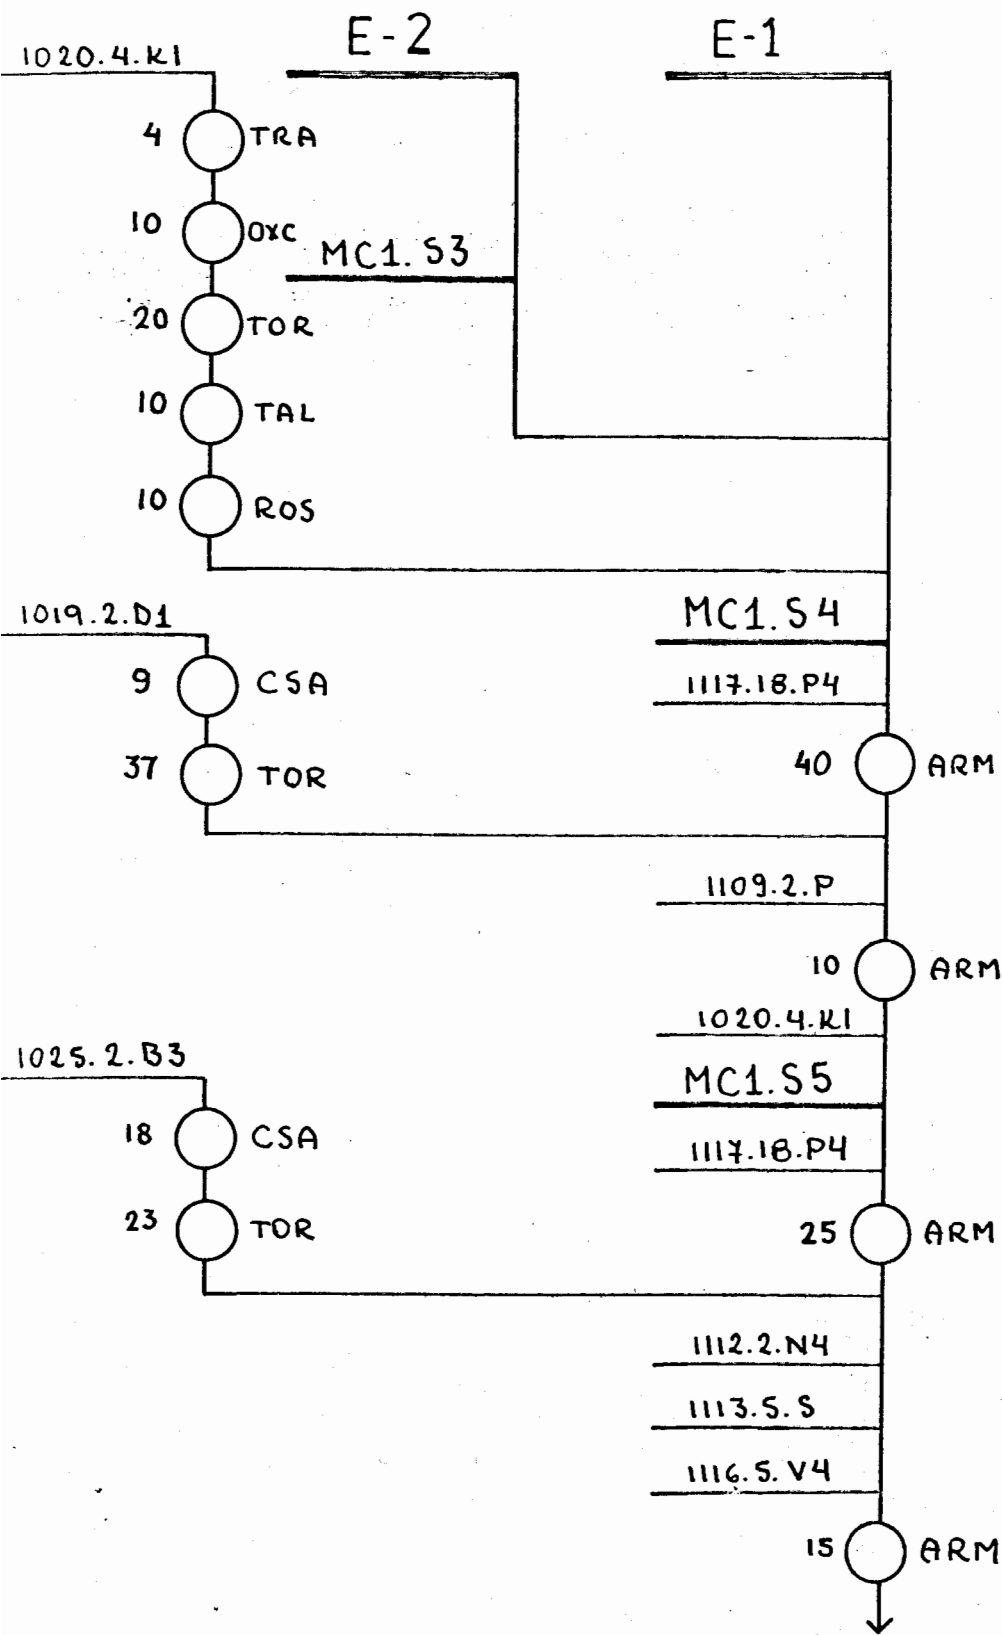 E-2
E-1
1020.4.K1
4 TRA
10 OXC
MC1.S3
20 TOR
10 TAL
10 ROS
MC1.S4
1019.2.D1
9 CSA
1117.18.P4
37 TOR
40 ARM
1109.2.P
10 ARM
1020.4.K1
1025.2.B3
MC1.S5
18 CSA
1117.18.P4
23 TOR
25 ARM
1112.2.N4
1113.5.S
1116.5.V4
15 ARM